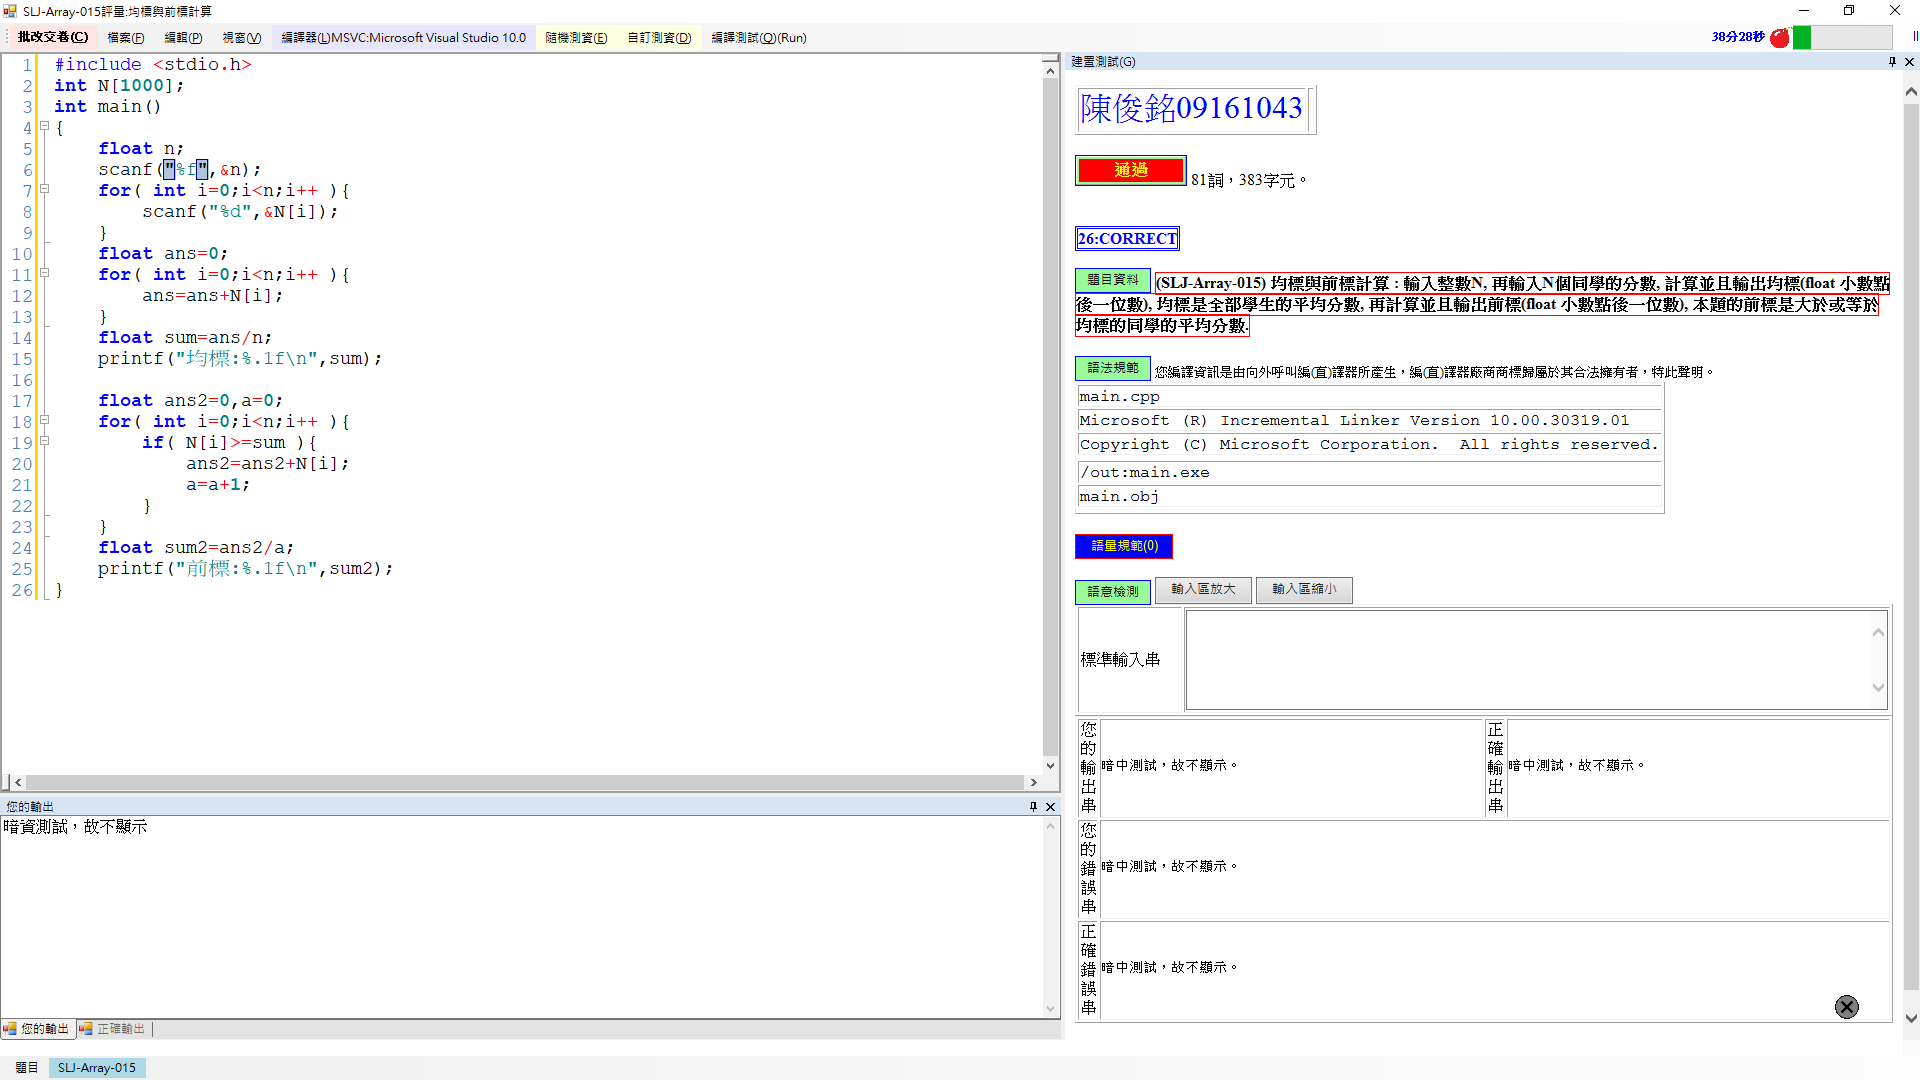 SLJ-Array-015評量:均標與前標計算
批改交卷(C) 檔案(F) 編輯(P) 視窗(V) 編譯器(L)MSVC:Microsoft Visual Studio 10.0 隨機測資(E) 自訂測資(D) 編譯測試(Q)(Run) 38分28秒
1 #include <stdio.h>
2 int N[1000];
3 int main()
4 {
5 float n;
6 scanf("%f",&n);
7 for( int i=0;i<n;i++ ){
8 scanf("%d",&N[i]);
9 }
10 float ans=0;
11 for( int i=0;i<n;i++ ){
12 ans=ans+N[i];
13 }
14 float sum=ans/n;
15 printf("均標:%.1f\n",sum);
16
17 float ans2=0,a=0;
18 for( int i=0;i<n;i++ ){
19 if( N[i]>=sum ){
20 ans2=ans2+N[i];
21 a=a+1;
22 }
23 }
24 float sum2=ans2/a;
25 printf("前標:%.1f\n",sum2);
26 }
您的輸出
暗資測試，故不顯示
您的輸出 正確輸出
題目 SLJ-Array-015
建置測試(G)
陳俊銘09161043
通過 81詞，383字元。
26:CORRECT
題目資料 (SLJ-Array-015) 均標與前標計算 : 輸入整數N, 再輸入N個同學的分數, 計算並且輸出均標(float 小數點
後一位數), 均標是全部學生的平均分數, 再計算並且輸出前標(float 小數點後一位數), 本題的前標是大於或等於
均標的同學的平均分數.
語法規範 您編譯資訊是由向外呼叫編(直)譯器所產生，編(直)譯器廠商商標歸屬於其合法擁有者，特此聲明。
main.cpp
Microsoft (R) Incremental Linker Version 10.00.30319.01
Copyright (C) Microsoft Corporation.  All rights reserved.
/out:main.exe
main.obj
語量規範(0)
語意檢測 輸入區放大 輸入區縮小
標準輸入串
您的輸出串 暗中測試，故不顯示。 正確輸出串 暗中測試，故不顯示。
您的錯誤串 暗中測試，故不顯示。
正確錯誤串 暗中測試，故不顯示。